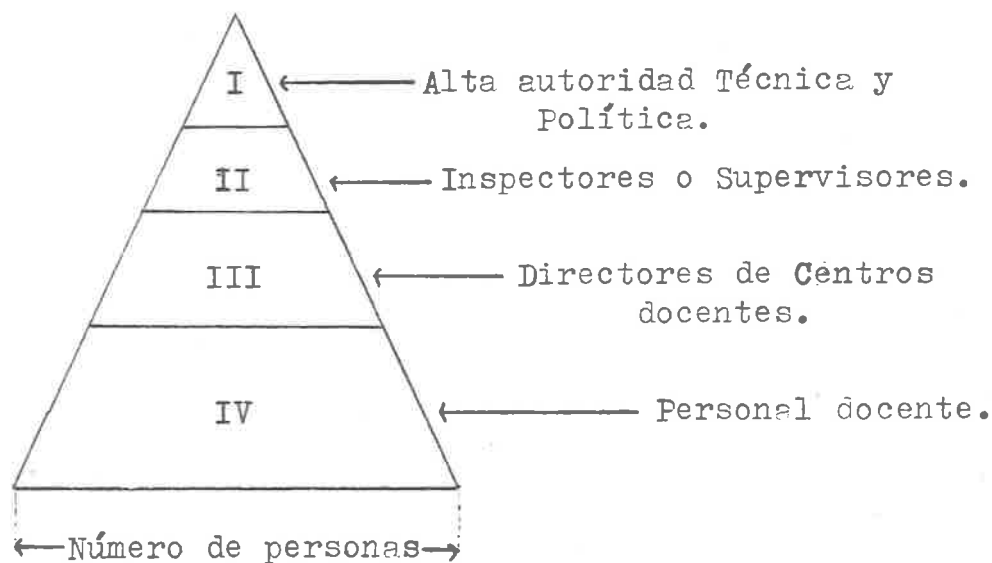 I
Alta autoridad Técnica y
Política.
II
Inspectores o Supervisores.
III
Directores de Centros
docentes.
IV
Personal docente.
Número de personas